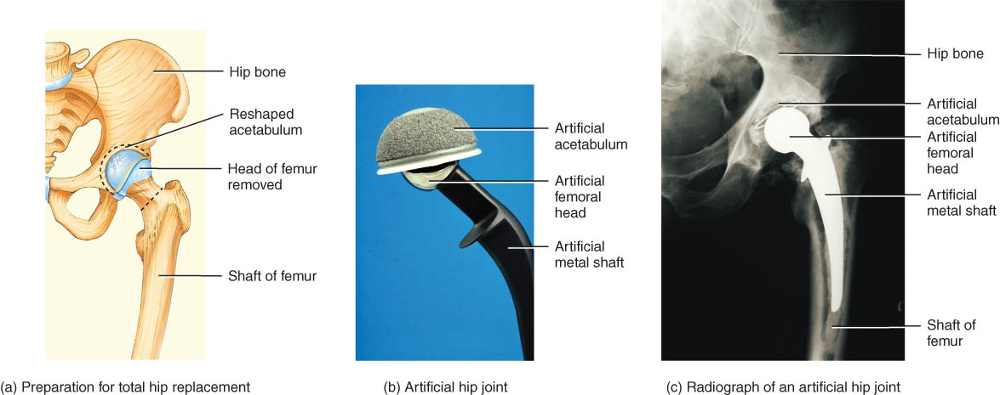 Hip bone
Reshaped
acetabulum
Head of femur
removed
Shaft of femur
(a) Preparation for total hip replacement
Artificial
acetabulum
Artificial
femoral
head
Artificial
metal shaft
(b) Artificial hip joint
Hip bone
Artificial
acetabulum
Artificial
femoral
head
Artificial
metal shaft
Shaft of
femur
(c) Radiograph of an artificial hip joint